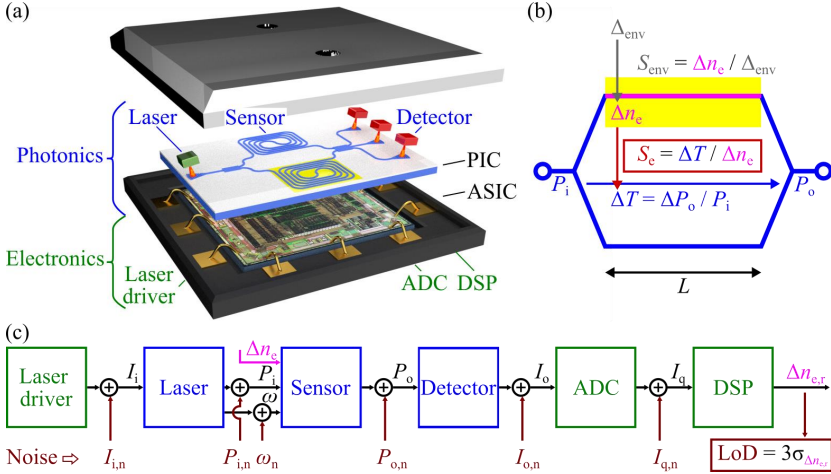 (a)
Laser
Sensor
Detector
Photonics
PIC
ASIC
Electronics
Laser
driver
ADC DSP
(b)
Δenv
Senv = Δne / Δenv
Δne
Se = ΔT / Δne
Pi
ΔT = ΔPo / Pi
Po
L
(c)
Laser
driver
Ii
Laser
Δne
Pi
ω
Sensor
Po
Detector
Io
ADC
Iq
DSP
Δne,r
Noise ⇨
Ii,n
Pi,n
ωn
Po,n
Io,n
Iq,n
LoD = 3σΔne,r